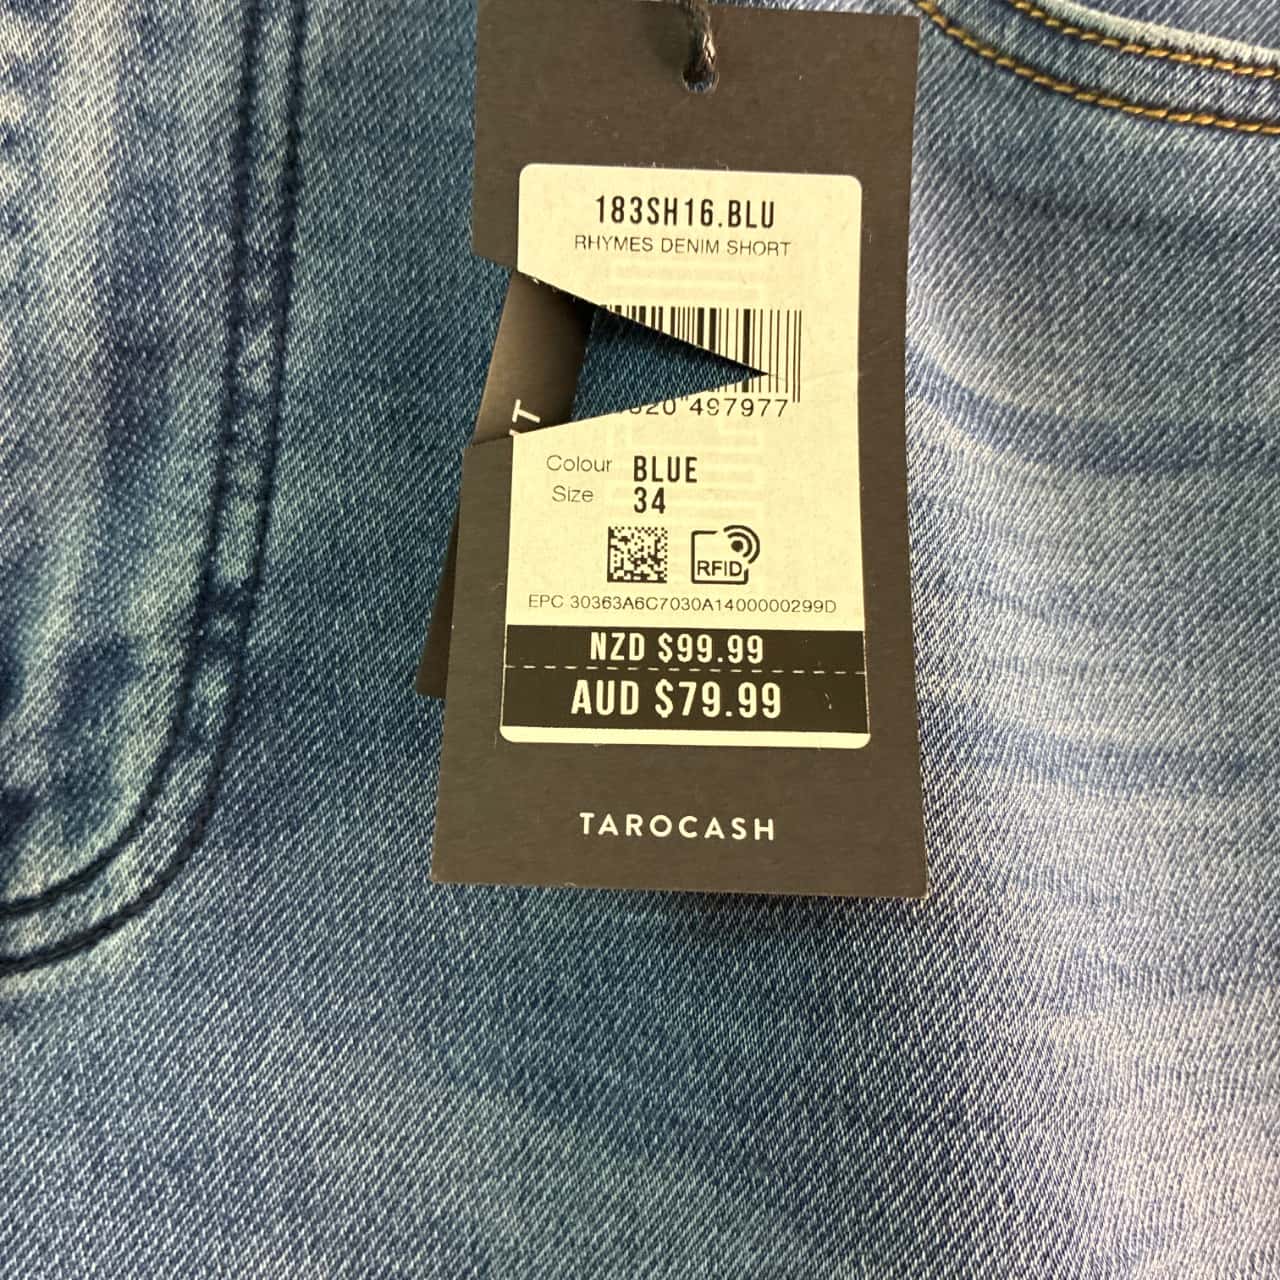 183SH16.BLU
RHYMES DENIM SHORT
497977
Colour BLUE
Size 34
RFID
EPC 30363A6C7030A1400000299D
NZD $99.99
AUD $79.99
TAROCASH